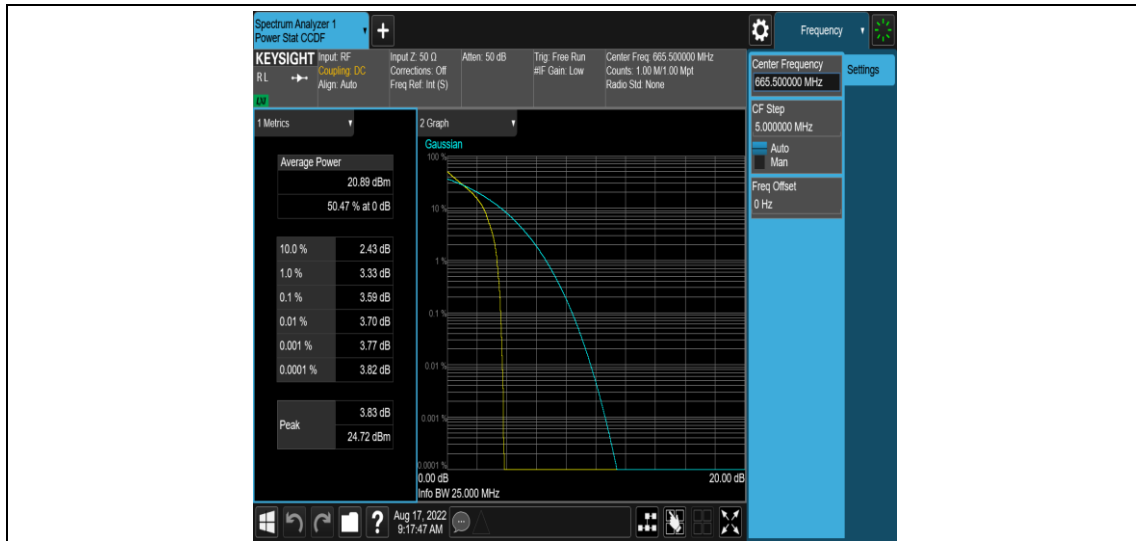 Spectrum Analyzer 1
Power Stat CCDF
+
Frequency
KEYSIGHT
RL
LXI
Input: RF
Coupling: DC
Align: Auto
Input Z: 50 Ω
Corrections: Off
Freq Ref: Int (S)
Atten: 50 dB
Trig: Free Run
#IF Gain: Low
Center Freq: 665.500000 MHz
Counts: 1.00 M/1.00 Mpt
Radio Std: None
Center Frequency
665.500000 MHz
Settings
CF Step
5.000000 MHz
Auto
Man
Freq Offset
0 Hz
1 Metrics
Average Power
20.89 dBm
50.47 % at 0 dB
10.0 % 2.43 dB
1.0 % 3.33 dB
0.1 % 3.59 dB
0.01 % 3.70 dB
0.001 % 3.77 dB
0.0001 % 3.82 dB
Peak 3.83 dB
24.72 dBm
2 Graph
Gaussian
100 %
10 %
1 %
0.1 %
0.01 %
0.001 %
0.0001 %
0.00 dB 20.00 dB
Info BW 25.000 MHz
?
Aug 17, 2022
9:17:47 AM